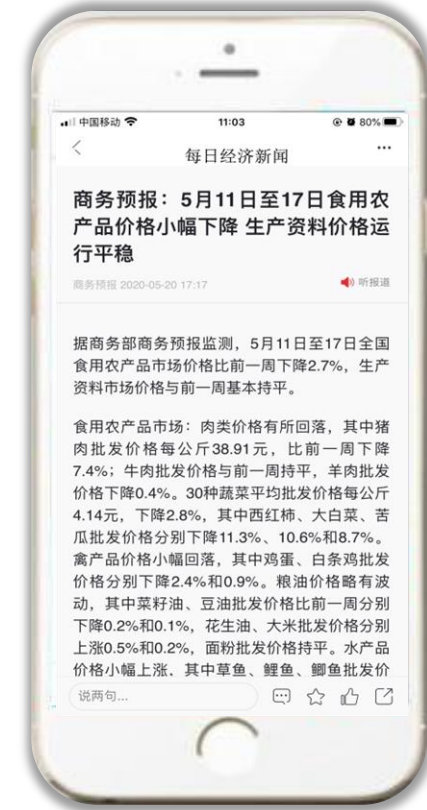 中国移动 11:03 80%
每日经济新闻
商务预报：5月11日至17日食用农
产品价格小幅下降 生产资料价格运
行平稳
商务预报 2020-05-20 17:17 听报道
据商务部商务预报监测，5月11日至17日全国
食用农产品市场价格比前一周下降2.7%，生产
资料市场价格与前一周基本持平。
食用农产品市场：肉类价格有所回落，其中猪
肉批发价格每公斤38.91元，比前一周下降
7.4%；牛肉批发价格与前一周持平，羊肉批发
价格下降0.4%。30种蔬菜平均批发价格每公斤
4.14元，下降2.8%，其中西红柿、大白菜、苦
瓜批发价格分别下降11.3%、10.6%和8.7%。
禽产品价格小幅回落，其中鸡蛋、白条鸡批发
价格分别下降2.4%和0.9%。粮油价格略有波
动，其中菜籽油、豆油批发价格比前一周分别
下降0.2%和0.1%，花生油、大米批发价格分别
上涨0.5%和0.2%，面粉批发价格持平。水产品
价格小幅上涨，其中草鱼、鲤鱼、鲫鱼批发价
说两句...